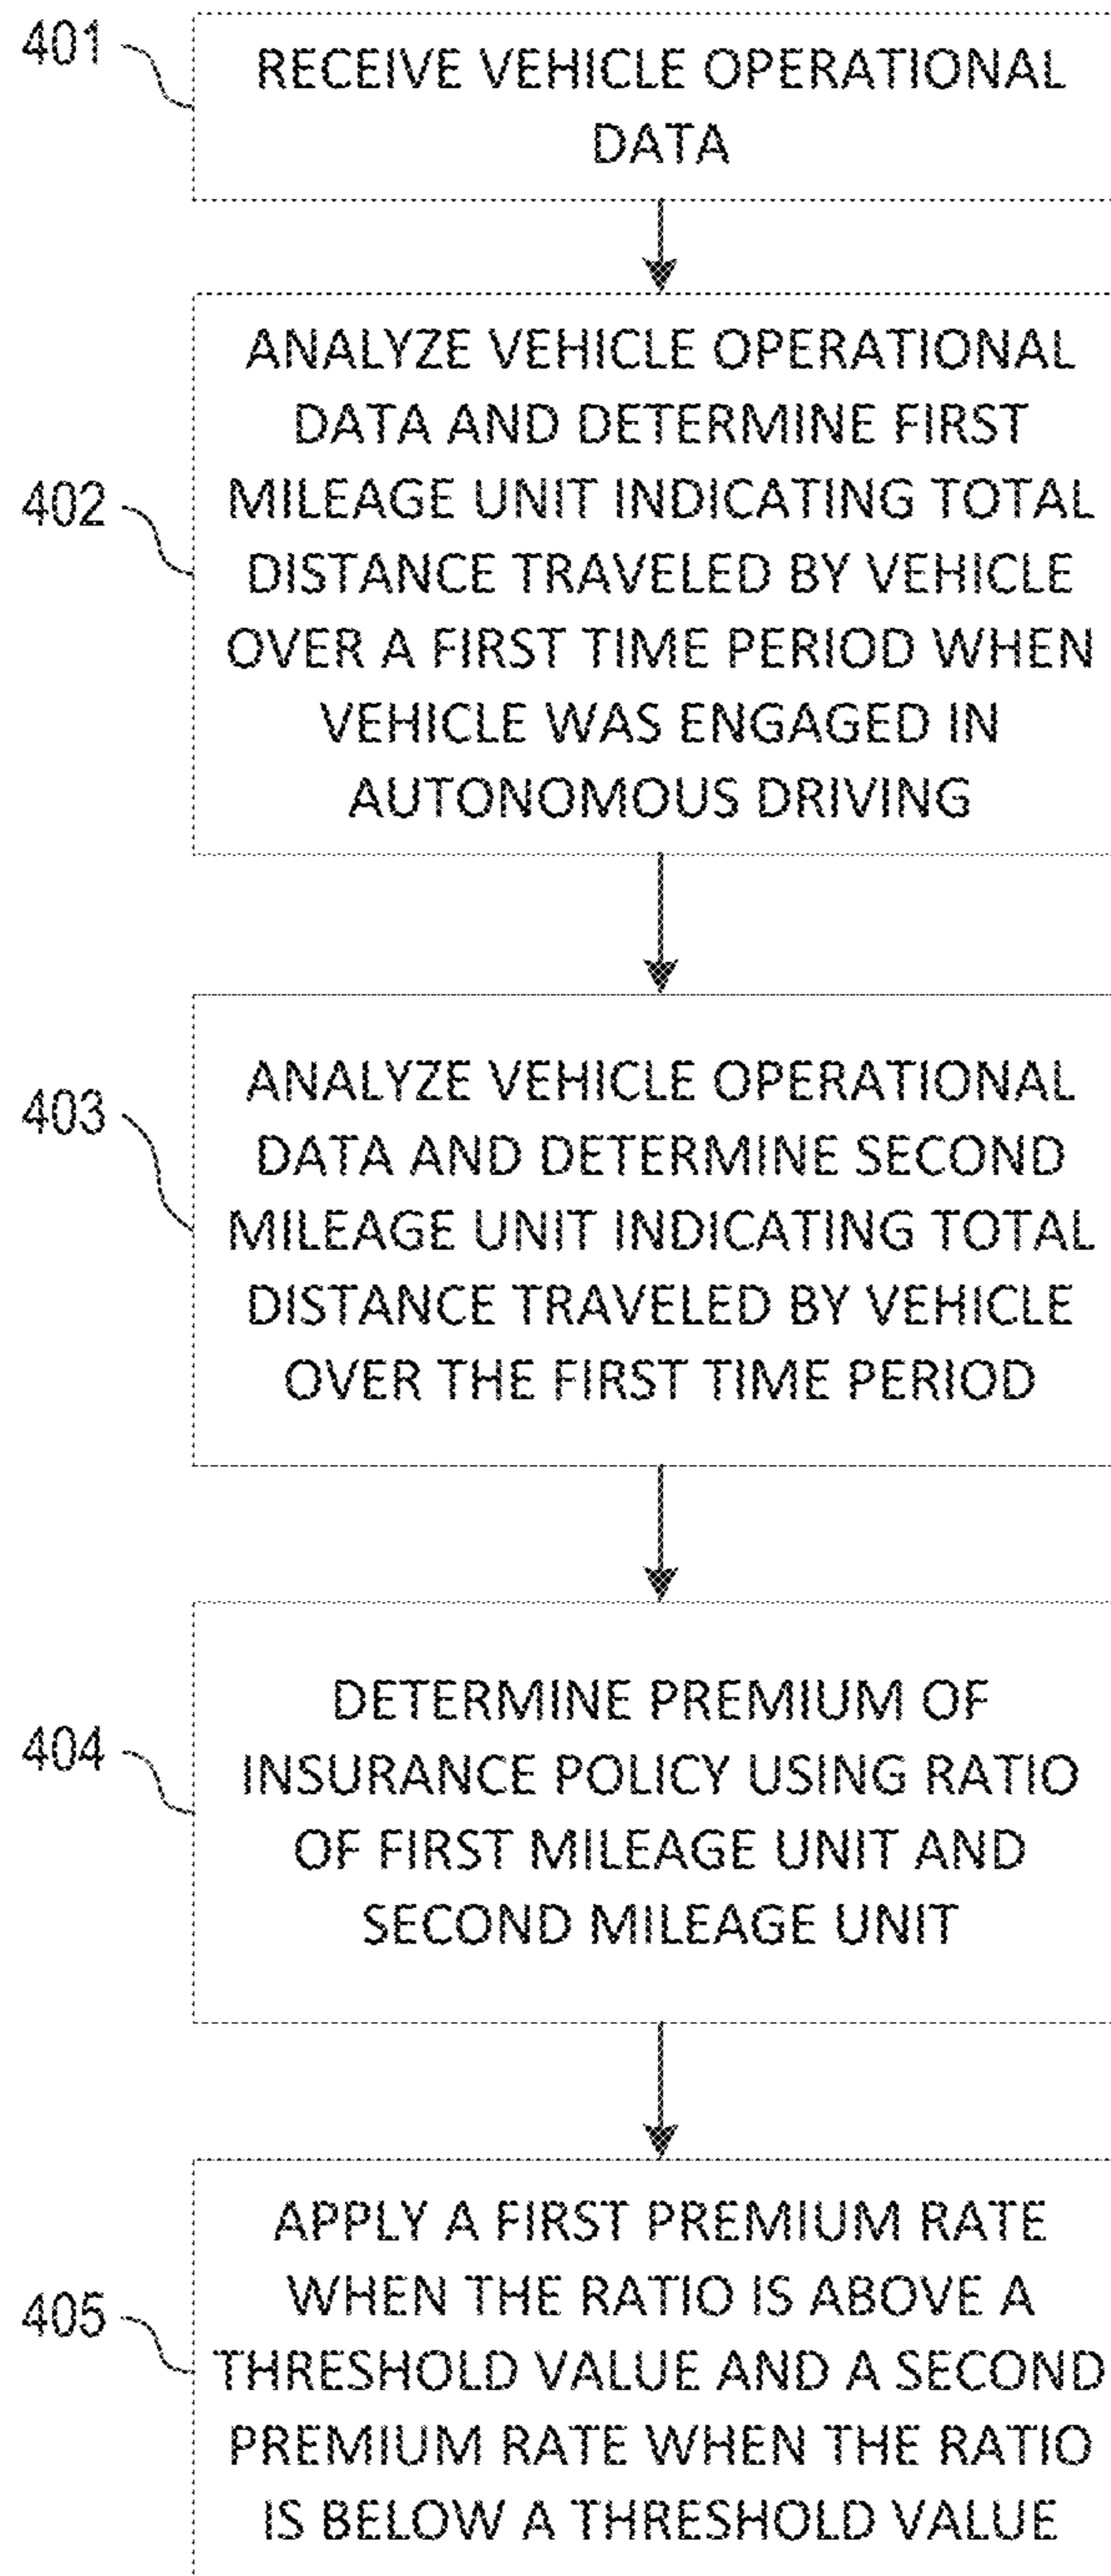 401
RECEIVE VEHICLE OPERATIONAL
DATA
402
ANALYZE VEHICLE OPERATIONAL
DATA AND DETERMINE FIRST
MILEAGE UNIT INDICATING TOTAL
DISTANCE TRAVELED BY VEHICLE
OVER A FIRST TIME PERIOD WHEN
VEHICLE WAS ENGAGED IN
AUTONOMOUS DRIVING
403
ANALYZE VEHICLE OPERATIONAL
DATA AND DETERMINE SECOND
MILEAGE UNIT INDICATING TOTAL
DISTANCE TRAVELED BY VEHICLE
OVER THE FIRST TIME PERIOD
404
DETERMINE PREMIUM OF
INSURANCE POLICY USING RATIO
OF FIRST MILEAGE UNIT AND
SECOND MILEAGE UNIT
405
APPLY A FIRST PREMIUM RATE
WHEN THE RATIO IS ABOVE A
THRESHOLD VALUE AND A SECOND
PREMIUM RATE WHEN THE RATIO
IS BELOW A THRESHOLD VALUE